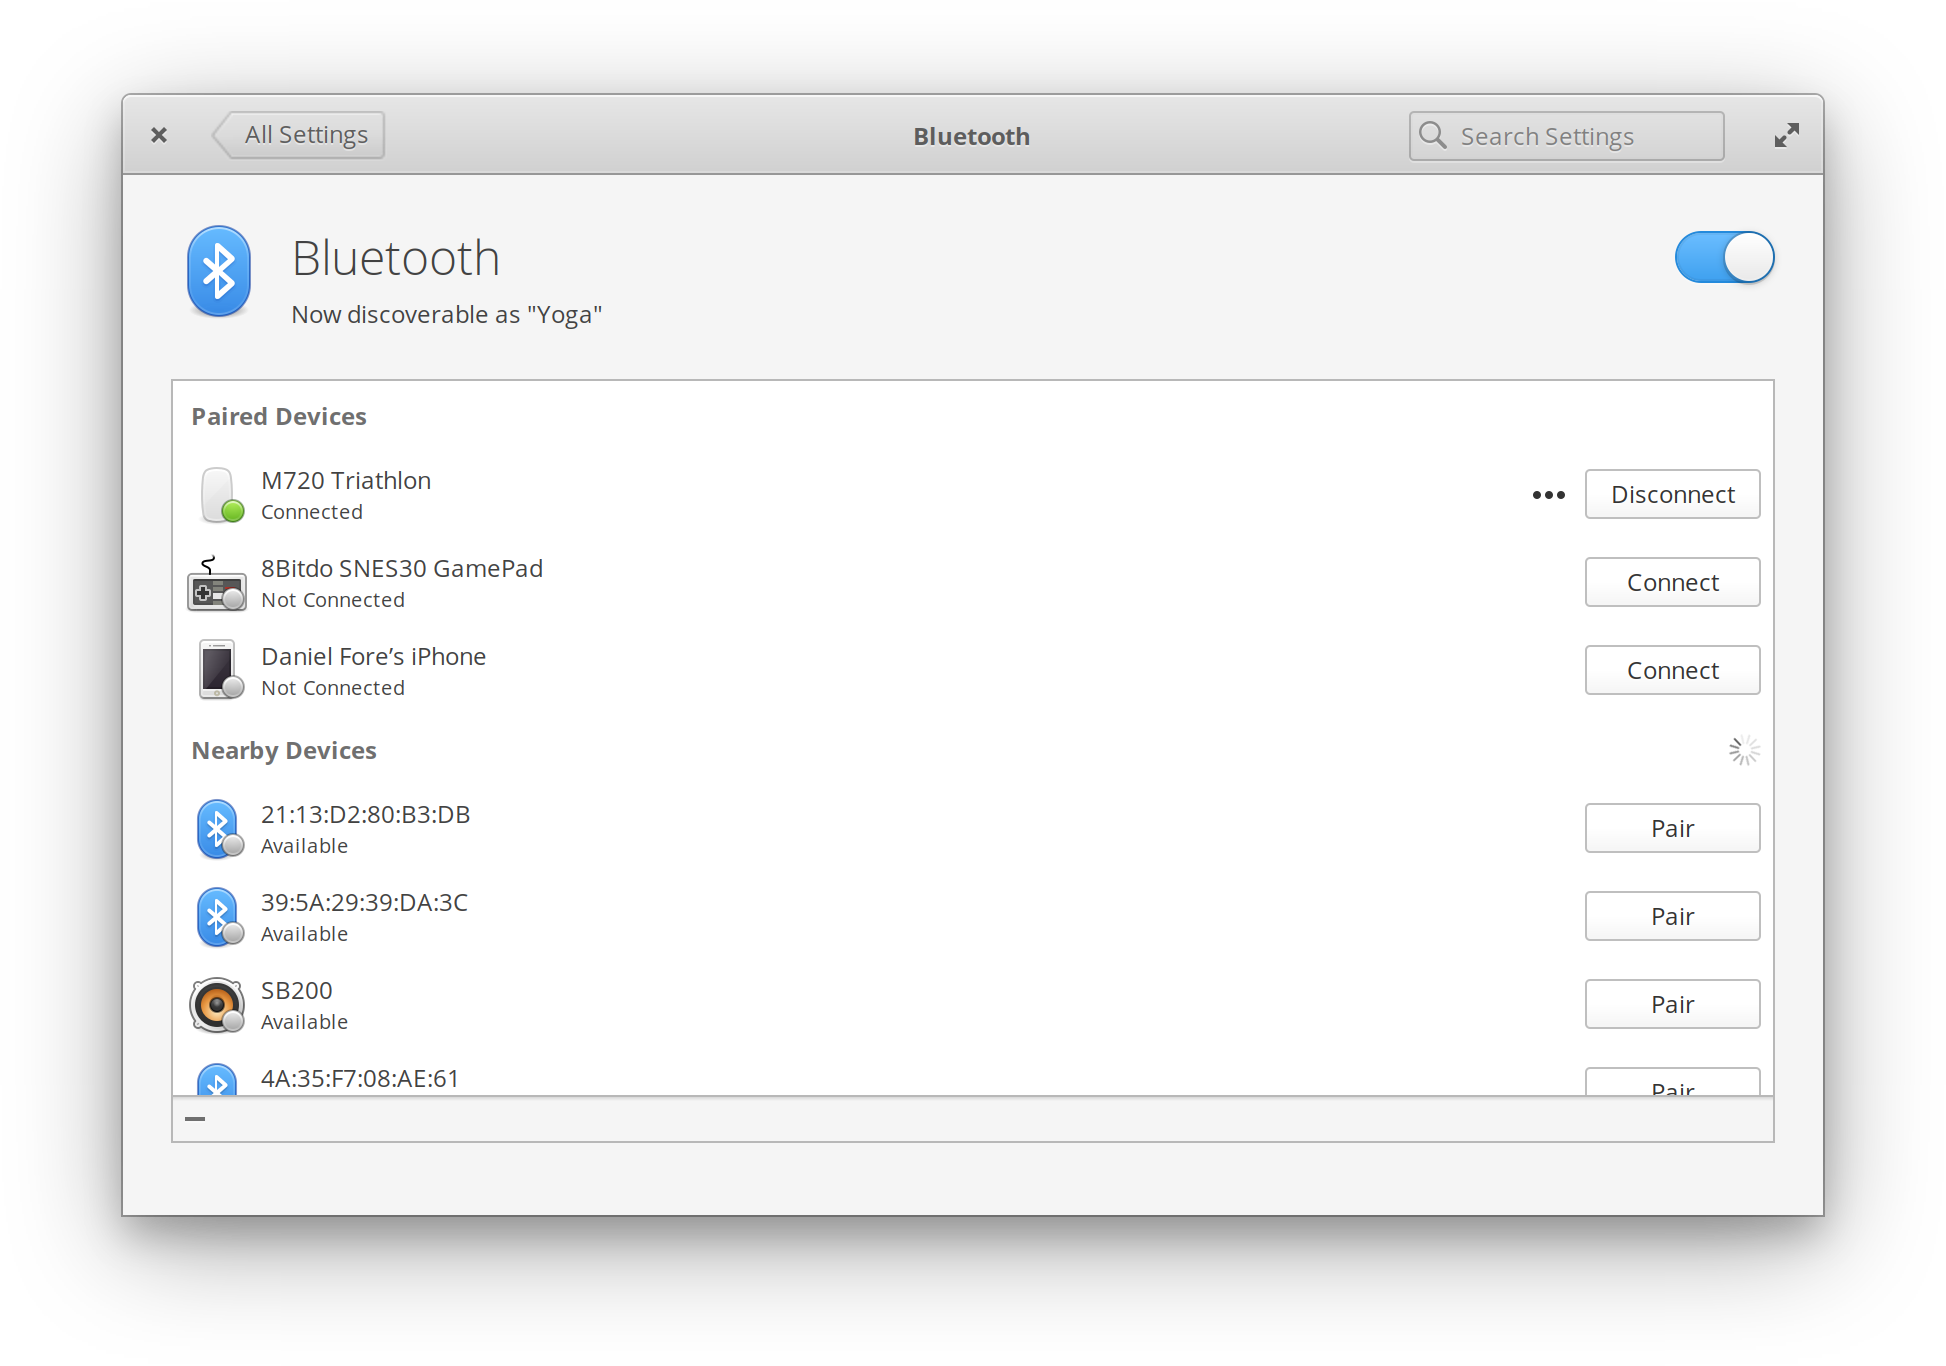 All Settings
Bluetooth
Search Settings
Bluetooth
Now discoverable as "Yoga"
Paired Devices
M720 Triathlon
Connected
Disconnect
8Bitdo SNES30 GamePad
Not Connected
Connect
Daniel Fore’s iPhone
Not Connected
Connect
Nearby Devices
21:13:D2:80:B3:DB
Available
Pair
39:5A:29:39:DA:3C
Available
Pair
SB200
Available
Pair
4A:35:F7:08:AE:61
Pair